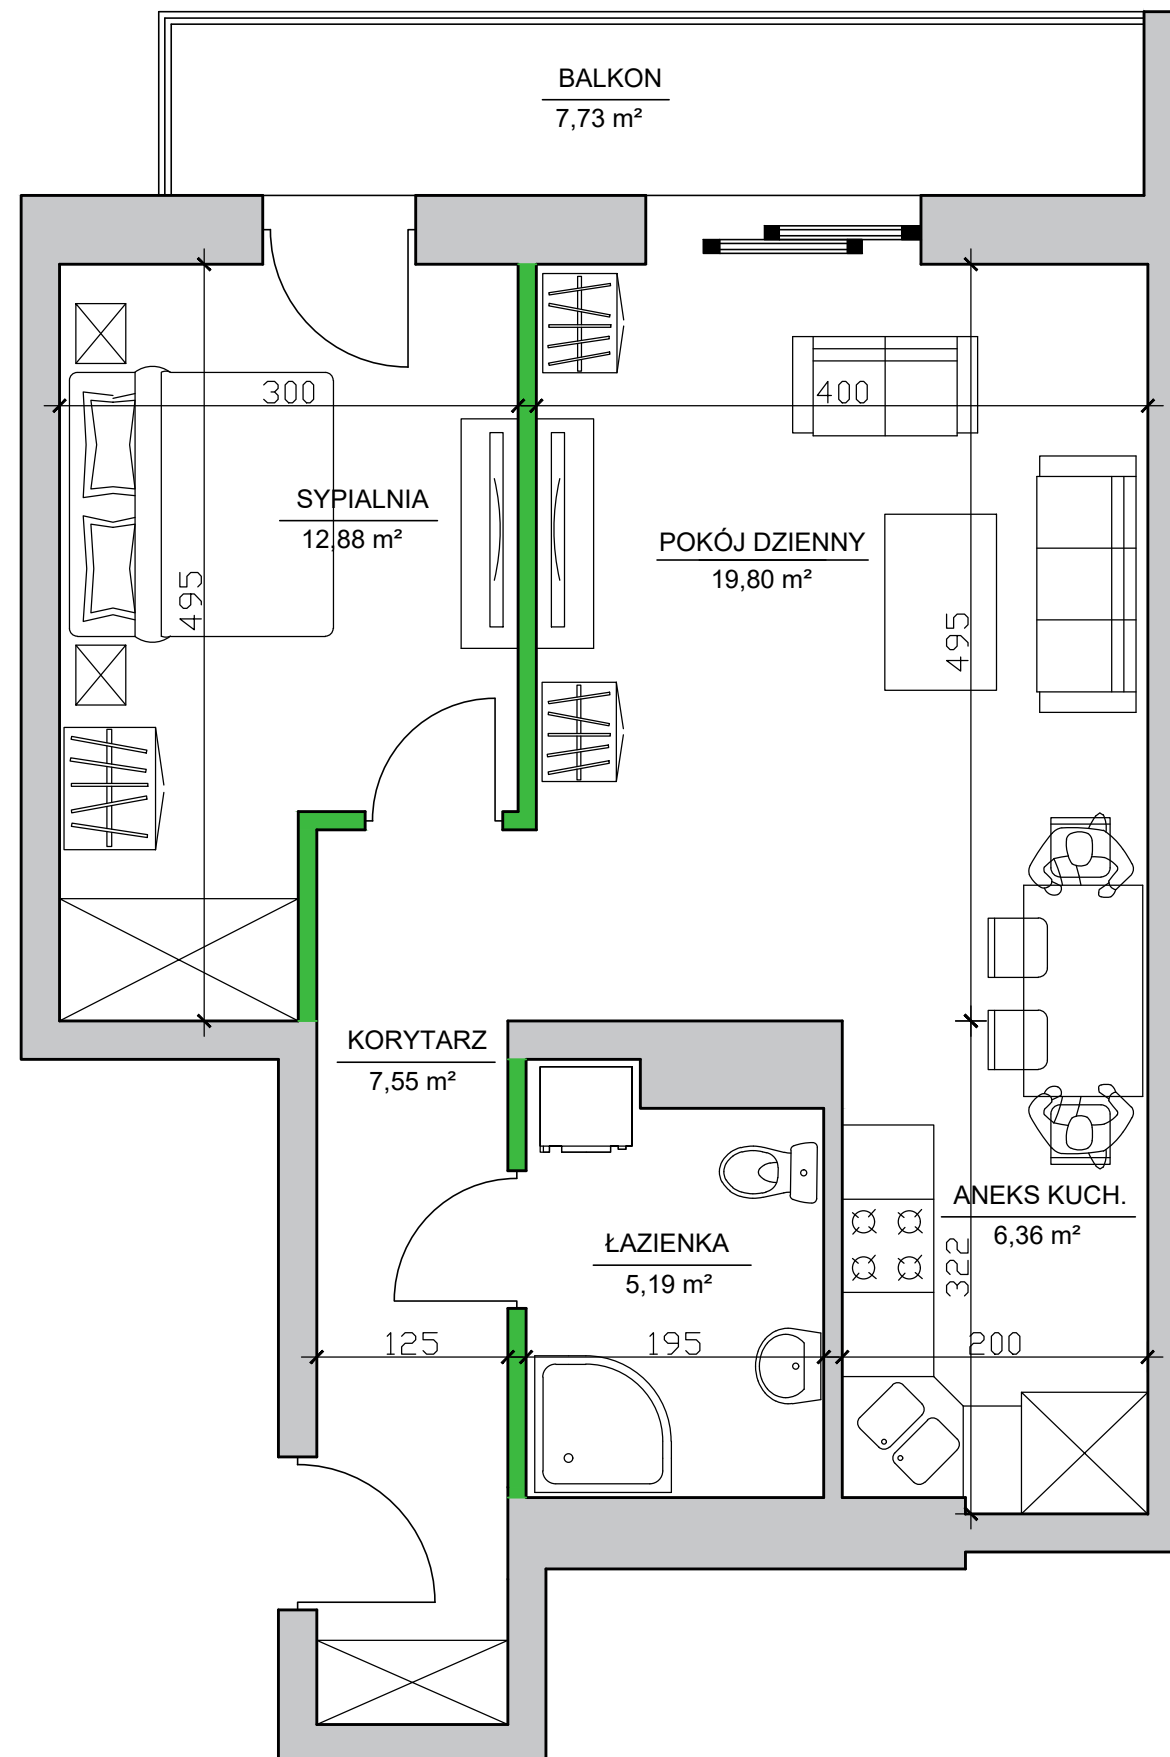 BALKON
7,73 m²
300
400
SYPIALNIA
12,88 m²
POKÓJ DZIENNY
19,80 m²
495
495
KORYTARZ
7,55 m²
ANEKS KUCH.
6,36 m²
ŁAZIENKA
5,19 m²
322
125
195
200